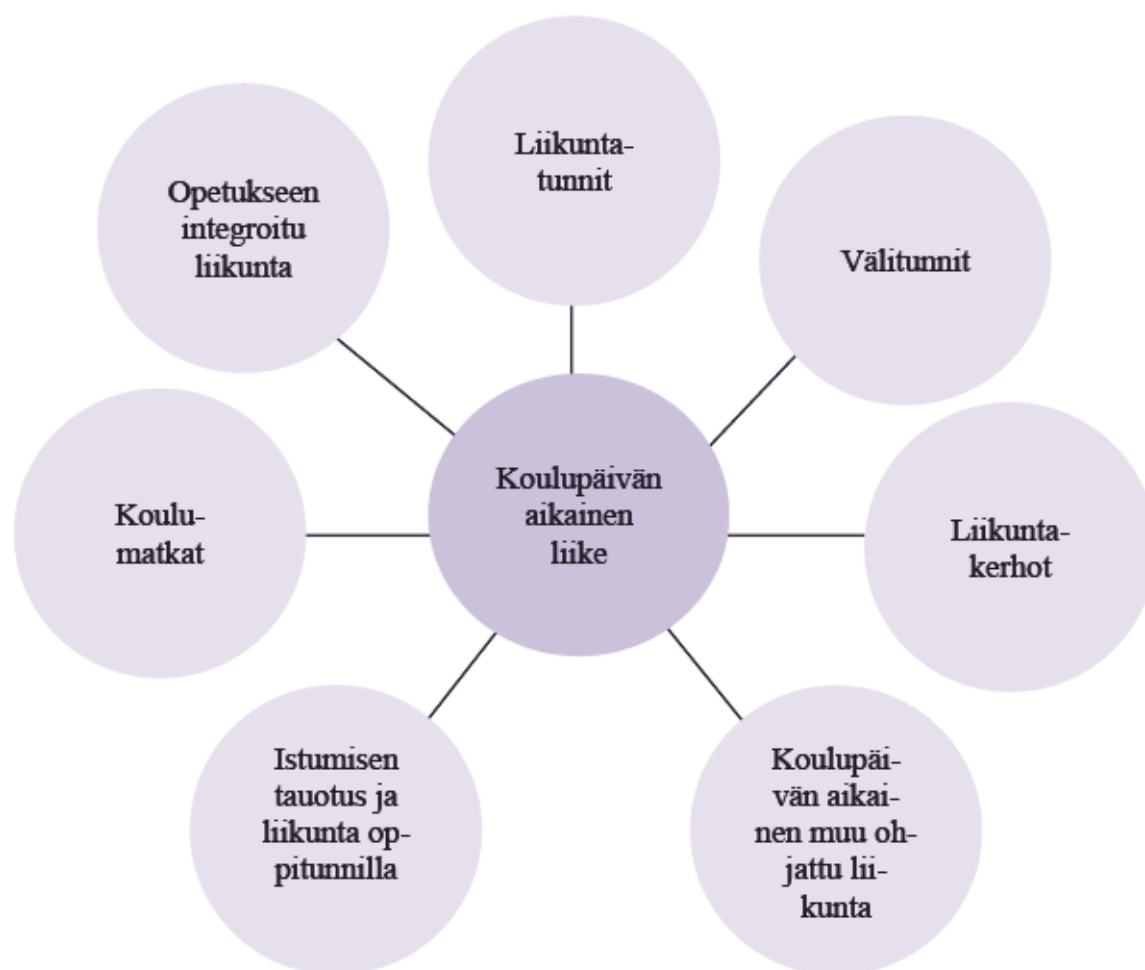 Liikunta-
tunnit
Opetukseen
integroitu
liikunta
Välitunnit
Koulupäivän
aikainen
liike
Koulu-
matkat
Liikunta-
kerhot
Istumisen
tauotus ja
liikunta op-
pitunnilla
Koulupäi-
vän aikai-
nen muu oh-
jattu lii-
kunta